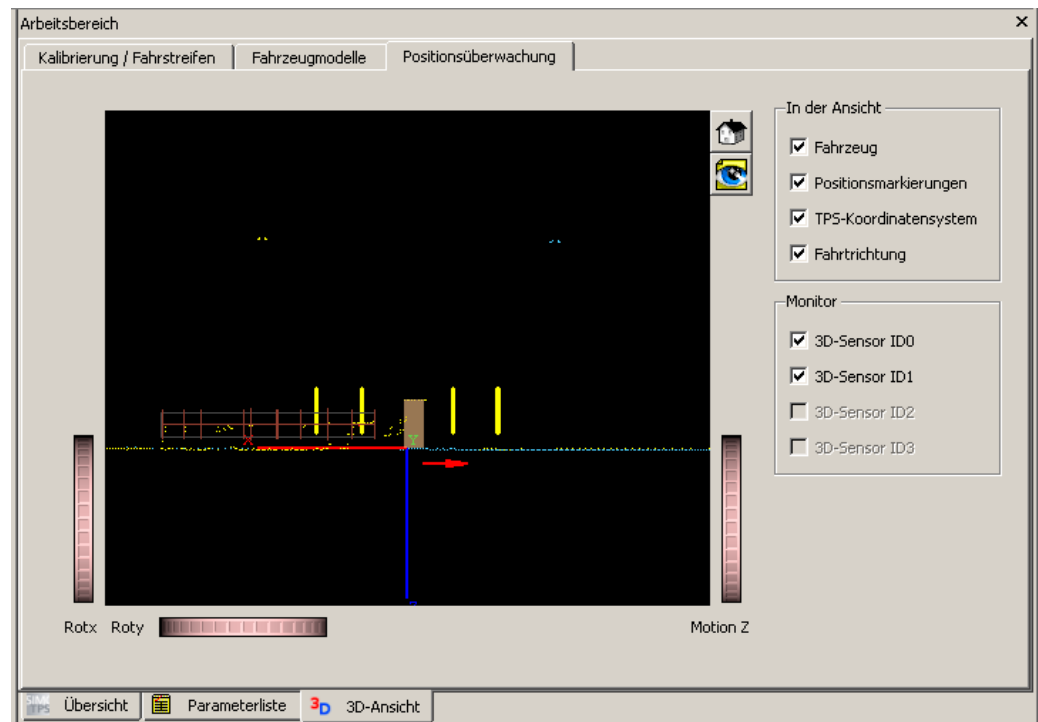 Arbeitsbereich
Kalibrierung / Fahrstreifen Fahrzeugmodelle Positionsüberwachung
In der Ansicht
Fahrzeug
Positionsmarkierungen
TPS-Koordinatensystem
Fahrtrichtung
Monitor
3D-Sensor ID0
3D-Sensor ID1
3D-Sensor ID2
3D-Sensor ID3
X Y
Rotx Roty Motion Z
TPS Übersicht Parameterliste 3D 3D-Ansicht